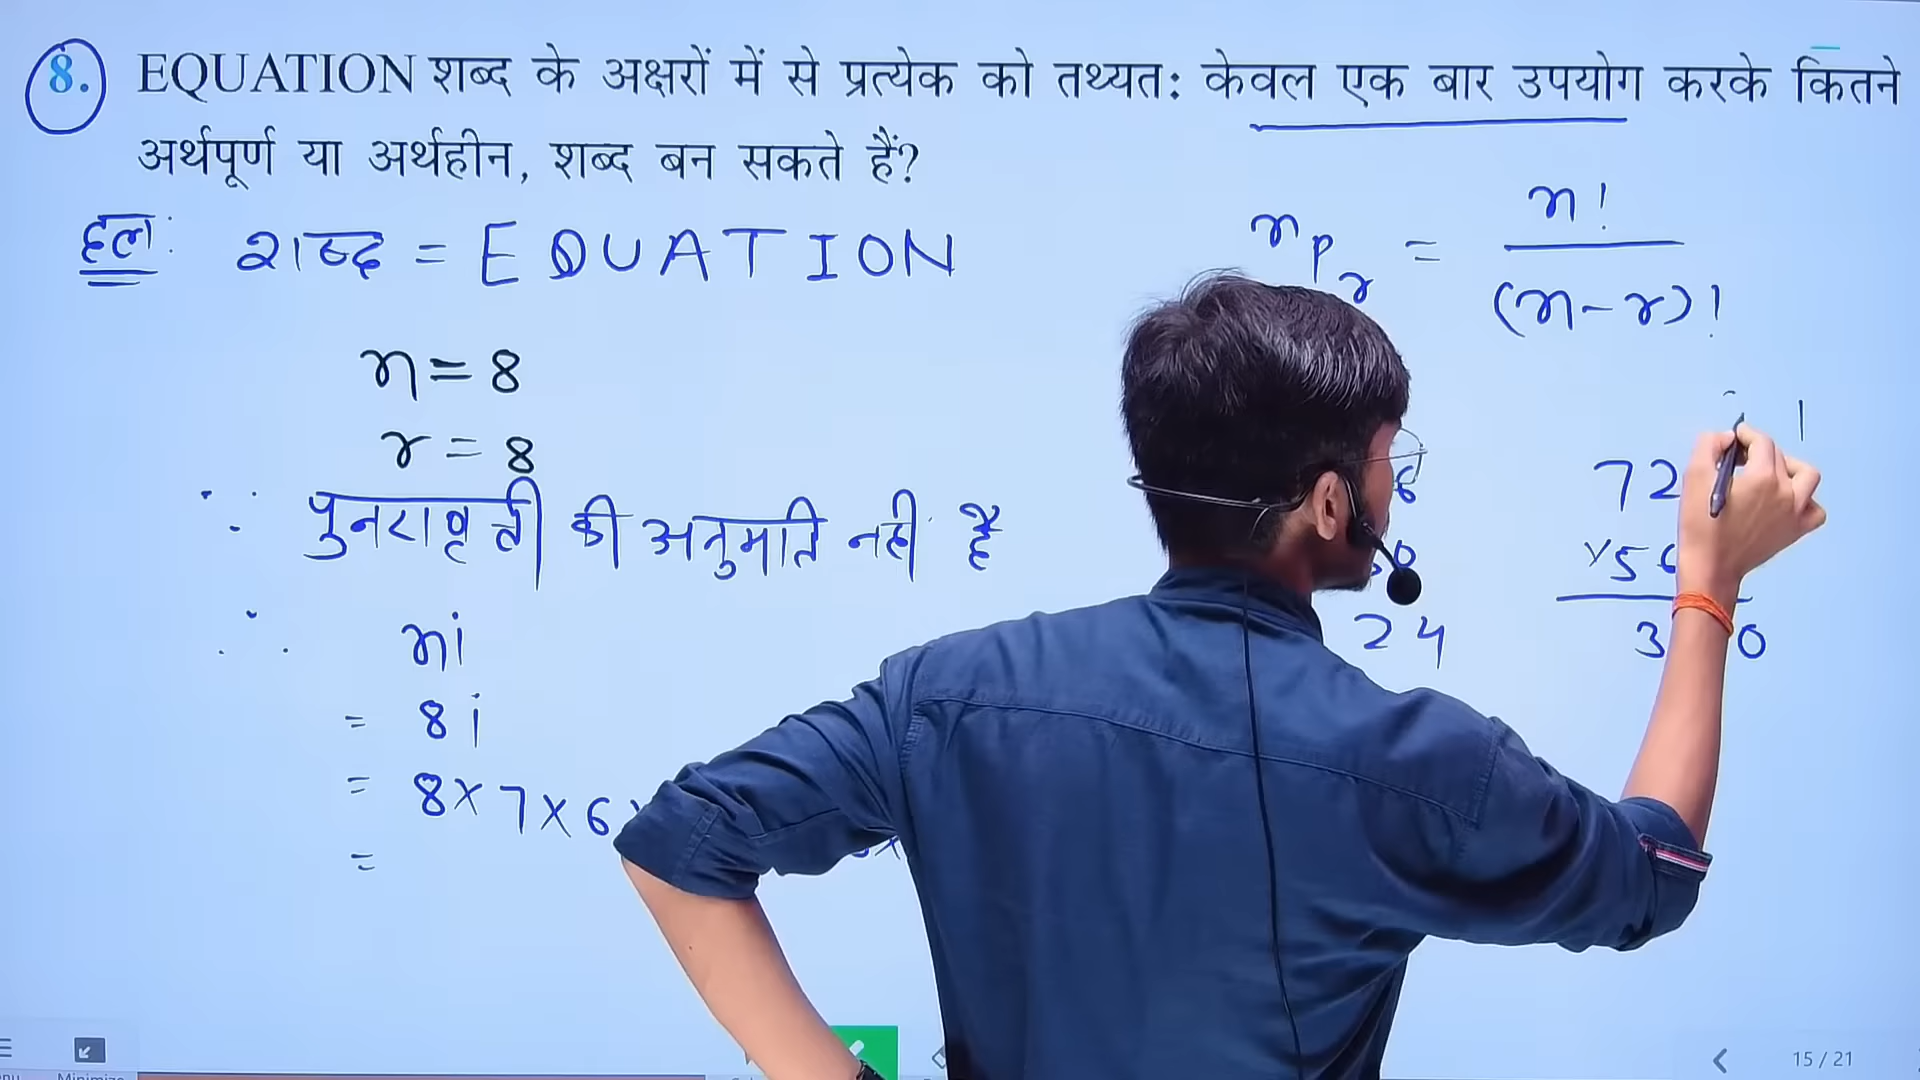 8. EQUATION शब्द के अक्षरों में से प्रत्येक को तथ्यत: केवल एक बार उपयोग करके कितने
अर्थपूर्ण या अर्थहीन, शब्द बन सकते हैं?
हल: शब्द = EQUATION
nPr = n! / (n-r)!
n = 8
r = 8
∵ पुनरावृती की अनुमति नही है
∴ n!
= 8!
= 8 x 7 x 6
=
6
24
72
x 5
3 0
15 / 21